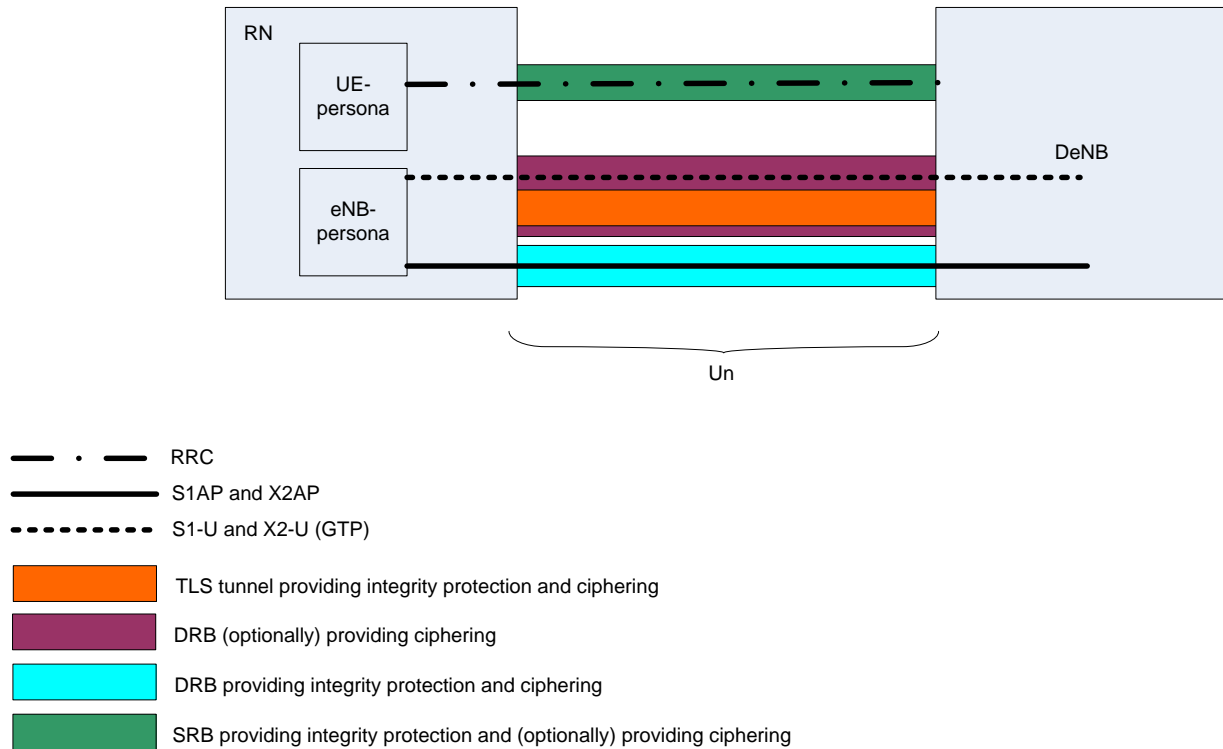 RN
UE-
persona
DeNB
eNB-
persona
Un
RRC
S1AP and X2AP
S1-U and X2-U (GTP)
TLS tunnel providing integrity protection and ciphering
DRB (optionally) providing ciphering
DRB providing integrity protection and ciphering
SRB providing integrity protection and (optionally) providing ciphering